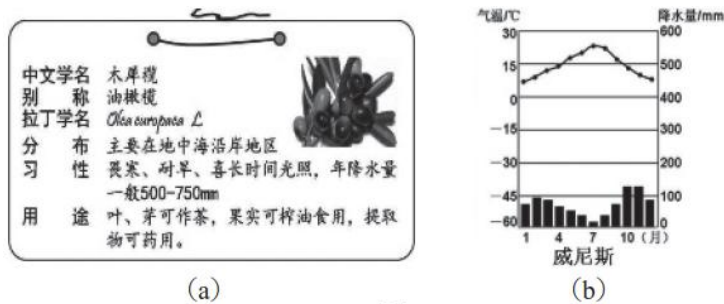 中文学名 木犀榄
别 称 油橄榄
拉丁学名 Olea europaea L
分 布 主要在地中海沿岸地区
习 性 畏寒、耐旱、喜长时间光照，年降水量
一般500-750mm
用 途 叶、芽可作茶，果实可榨油食用，提取
物可药用。
(a)
气温/℃ 降水量/mm
30 600
15 500
0 400
-15 300
-30 200
-45 100
-60 0
1 4 7 10 (月)
威尼斯
(b)